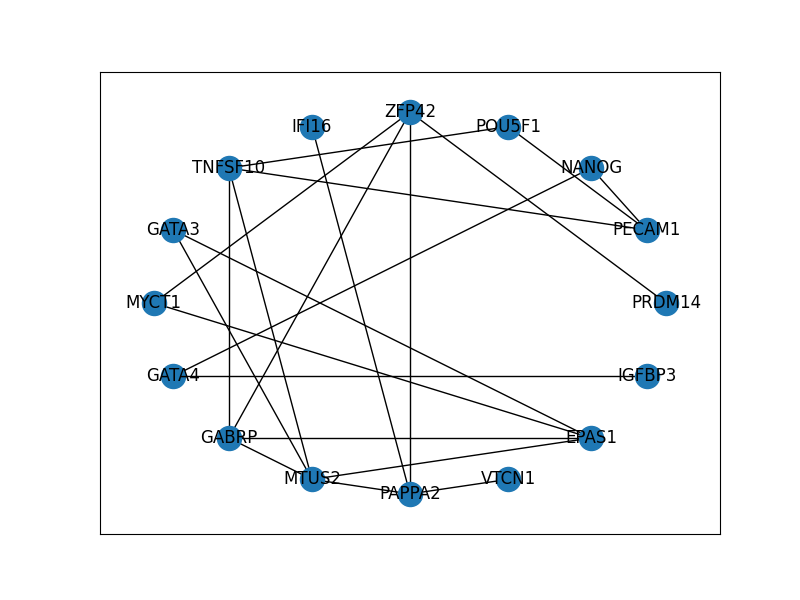 ZFP42
IFI16
POU5F1
TNFSF10
NANOG
GATA3
PECAM1
MYCT1
PRDM14
GATA4
IGFBP3
GABRP
EPAS1
MTUS2
VTCN1
PAPPA2